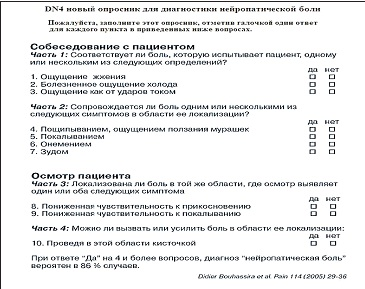 DN4 новый опросник для диагностики нейропатической боли
Пожалуйста, заполните этот опросник, отметив галочкой один ответ
для каждого пункта в приведенных ниже вопросах.
Собеседование с пациентом
Часть 1: Соответствует ли боль, которую испытывает пациент, одному
или нескольким из следующих определений?
да нет
1. Ощущение жжения
2. Болезненное ощущение холода
3. Ощущение как от ударов током
Часть 2: Сопровождается ли боль одним или несколькими из
следующих симптомов в области ее локализации?
да нет
4. Пощипыванием, ощущением ползания мурашек
5. Покалыванием
6. Онемением
7. Зудом
Осмотр пациента
Часть 3: Локализована ли боль в той же области, где осмотр выявляет
один или оба следующих симптома
да нет
8. Пониженная чувствительность к прикосновению
9. Пониженная чувствительность к покалыванию
Часть 4: Можно ли вызвать или усилить боль в области ее локализации:
да нет
10. Проведя в этой области кисточкой
При ответе "Да" на 4 и более вопросов, диагноз "нейропатическая боль"
вероятен в 86 % случаев.
Didier Bouhassira et al. Pain 114 (2005) 29-36